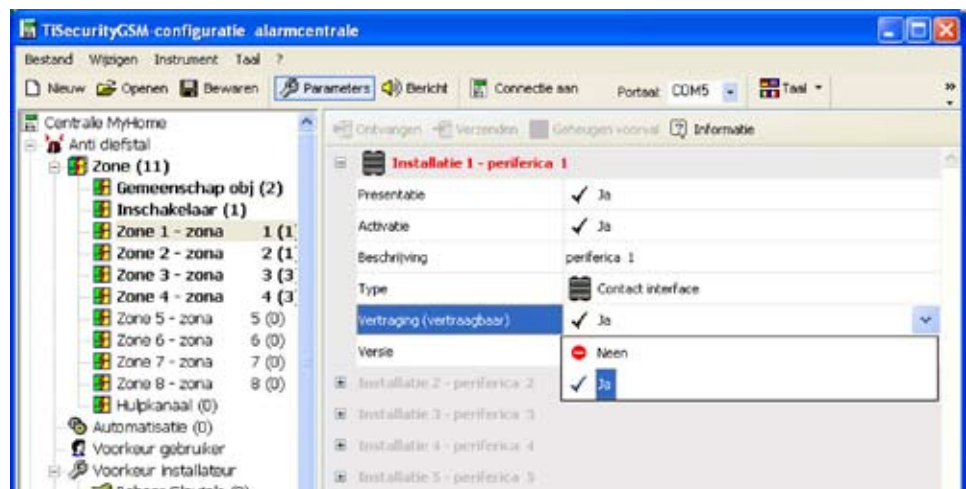 TiSecurityGSM-configuratie alarmcentrale
Bestand Wijzigen Instrument Taal ?
Nieuw Openen Bewaren Parameters Bericht Connectie aan Portaal: COM5 Taal
Centrale MyHome
Anti diefstal
Zone (11)
Gemeenschap obj (2)
Inschakelaar (1)
Zone 1 - zona 1 (1
Zone 2 - zona 2 (1
Zone 3 - zona 3 (3
Zone 4 - zona 4 (3
Zone 5 - zona 5 (0)
Zone 6 - zona 6 (0)
Zone 7 - zona 7 (0)
Zone 8 - zona 8 (0)
Hulpkanaal (0)
Automatisatie (0)
Voorkeur gebruiker
Voorkeur installateur
Ontvangen Verzenden Geheugen Informatie
Installatie 1 - periferica 1
Presentatie Ja
Activatie Ja
Beschrijving periferica 1
Type Contact interface
Vertraging (vertraagbaar) Ja
Versie
Neen
Ja
Installatie 2 - periferica 2
Installatie 3 - periferica 3
Installatie 4 - periferica 4
Installatie 5 - periferica 5